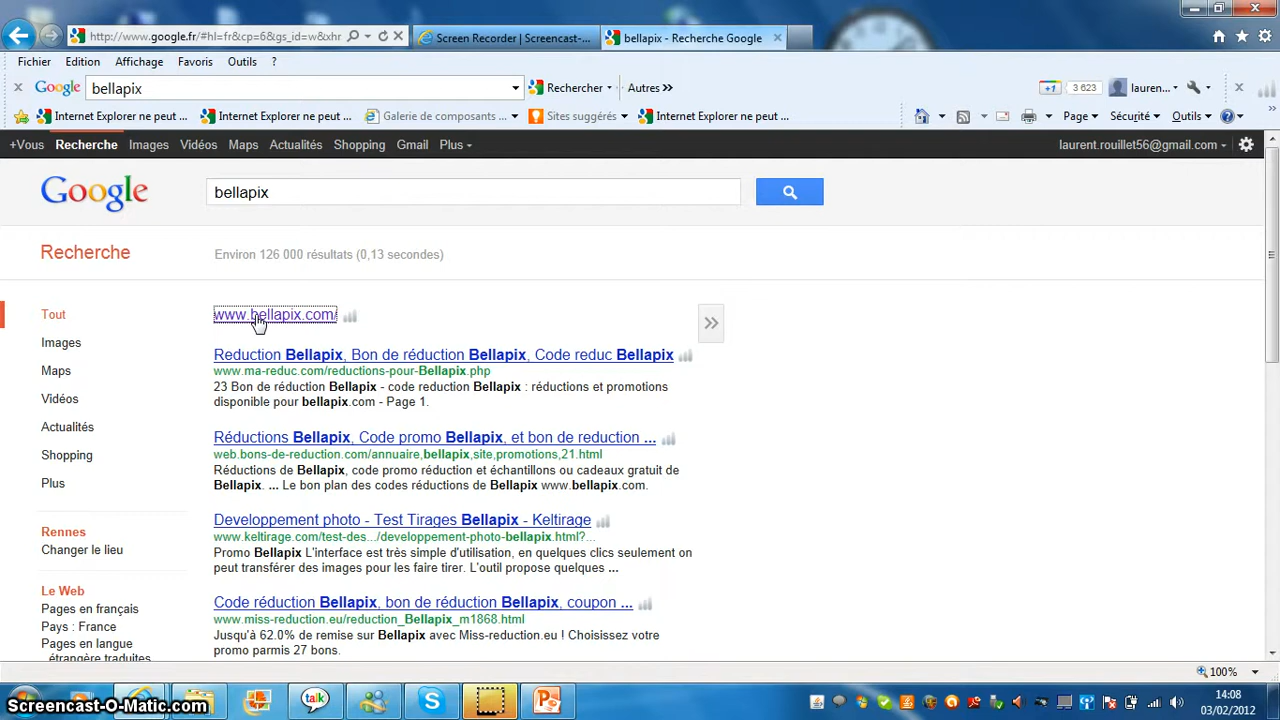 http://www.google.fr/#hl=fr&cp=6&gs_id=w&xhr
Screen Recorder | Screencast-...
bellapix - Recherche Google
Fichier Edition Affichage Favoris Outils ?
Google bellapix Rechercher Autres »
+1 3 623 lauren...
Internet Explorer ne peut ... Internet Explorer ne peut ... Galerie de composants ... Sites suggérés Internet Explorer ne peut ...
Page Sécurité Outils
+Vous Recherche Images Vidéos Maps Actualités Shopping Gmail Plus
laurent.rouillet56@gmail.com
Google
bellapix
Recherche
Environ 126 000 résultats (0,13 secondes)
Tout
Images
Maps
Vidéos
Actualités
Shopping
Plus
Rennes
Changer le lieu
Le Web
Pages en français
Pays : France
Pages en langue
étrangère traduites
www.bellapix.com/
Reduction Bellapix, Bon de réduction Bellapix, Code reduc Bellapix
www.ma-reduc.com/reductions-pour-Bellapix.php
23 Bon de réduction Bellapix - code reduction Bellapix : réductions et promotions
disponible pour bellapix.com - Page 1.
Réductions Bellapix, Code promo Bellapix, et bon de reduction ...
web.bons-de-reduction.com/annuaire,bellapix,site,promotions,21.html
Réductions de Bellapix, code promo réduction et échantillons ou cadeaux gratuit de
Bellapix. ... Le bon plan des codes réductions de Bellapix www.bellapix.com.
Developpement photo - Test Tirages Bellapix - Keltirage
www.keltirage.com/test-des.../developpement-photo-bellapix.html?...
Promo Bellapix L'interface est très simple d'utilisation, en quelques clics seulement on
peut transférer des images pour les faire tirer. L'outil propose quelques ...
Code réduction Bellapix, bon de réduction Bellapix, coupon ...
www.miss-reduction.eu/reduction_Bellapix_m1868.html
Jusqu'à 62.0% de remise sur Bellapix avec Miss-reduction.eu ! Choisissez votre
promo parmis 27 bons.
100%
talk
14:08
03/02/2012
Screencast-O-Matic.com